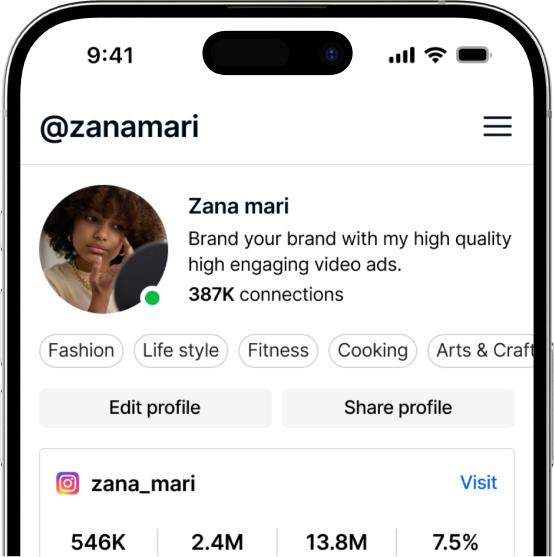 9:41
@zanamari
Zana mari
Brand your brand with my high quality
high engaging video ads.
387K connections
Fashion Life style Fitness Cooking Arts & Craft
Edit profile Share profile
zana_mari Visit
546K 2.4M 13.8M 7.5%